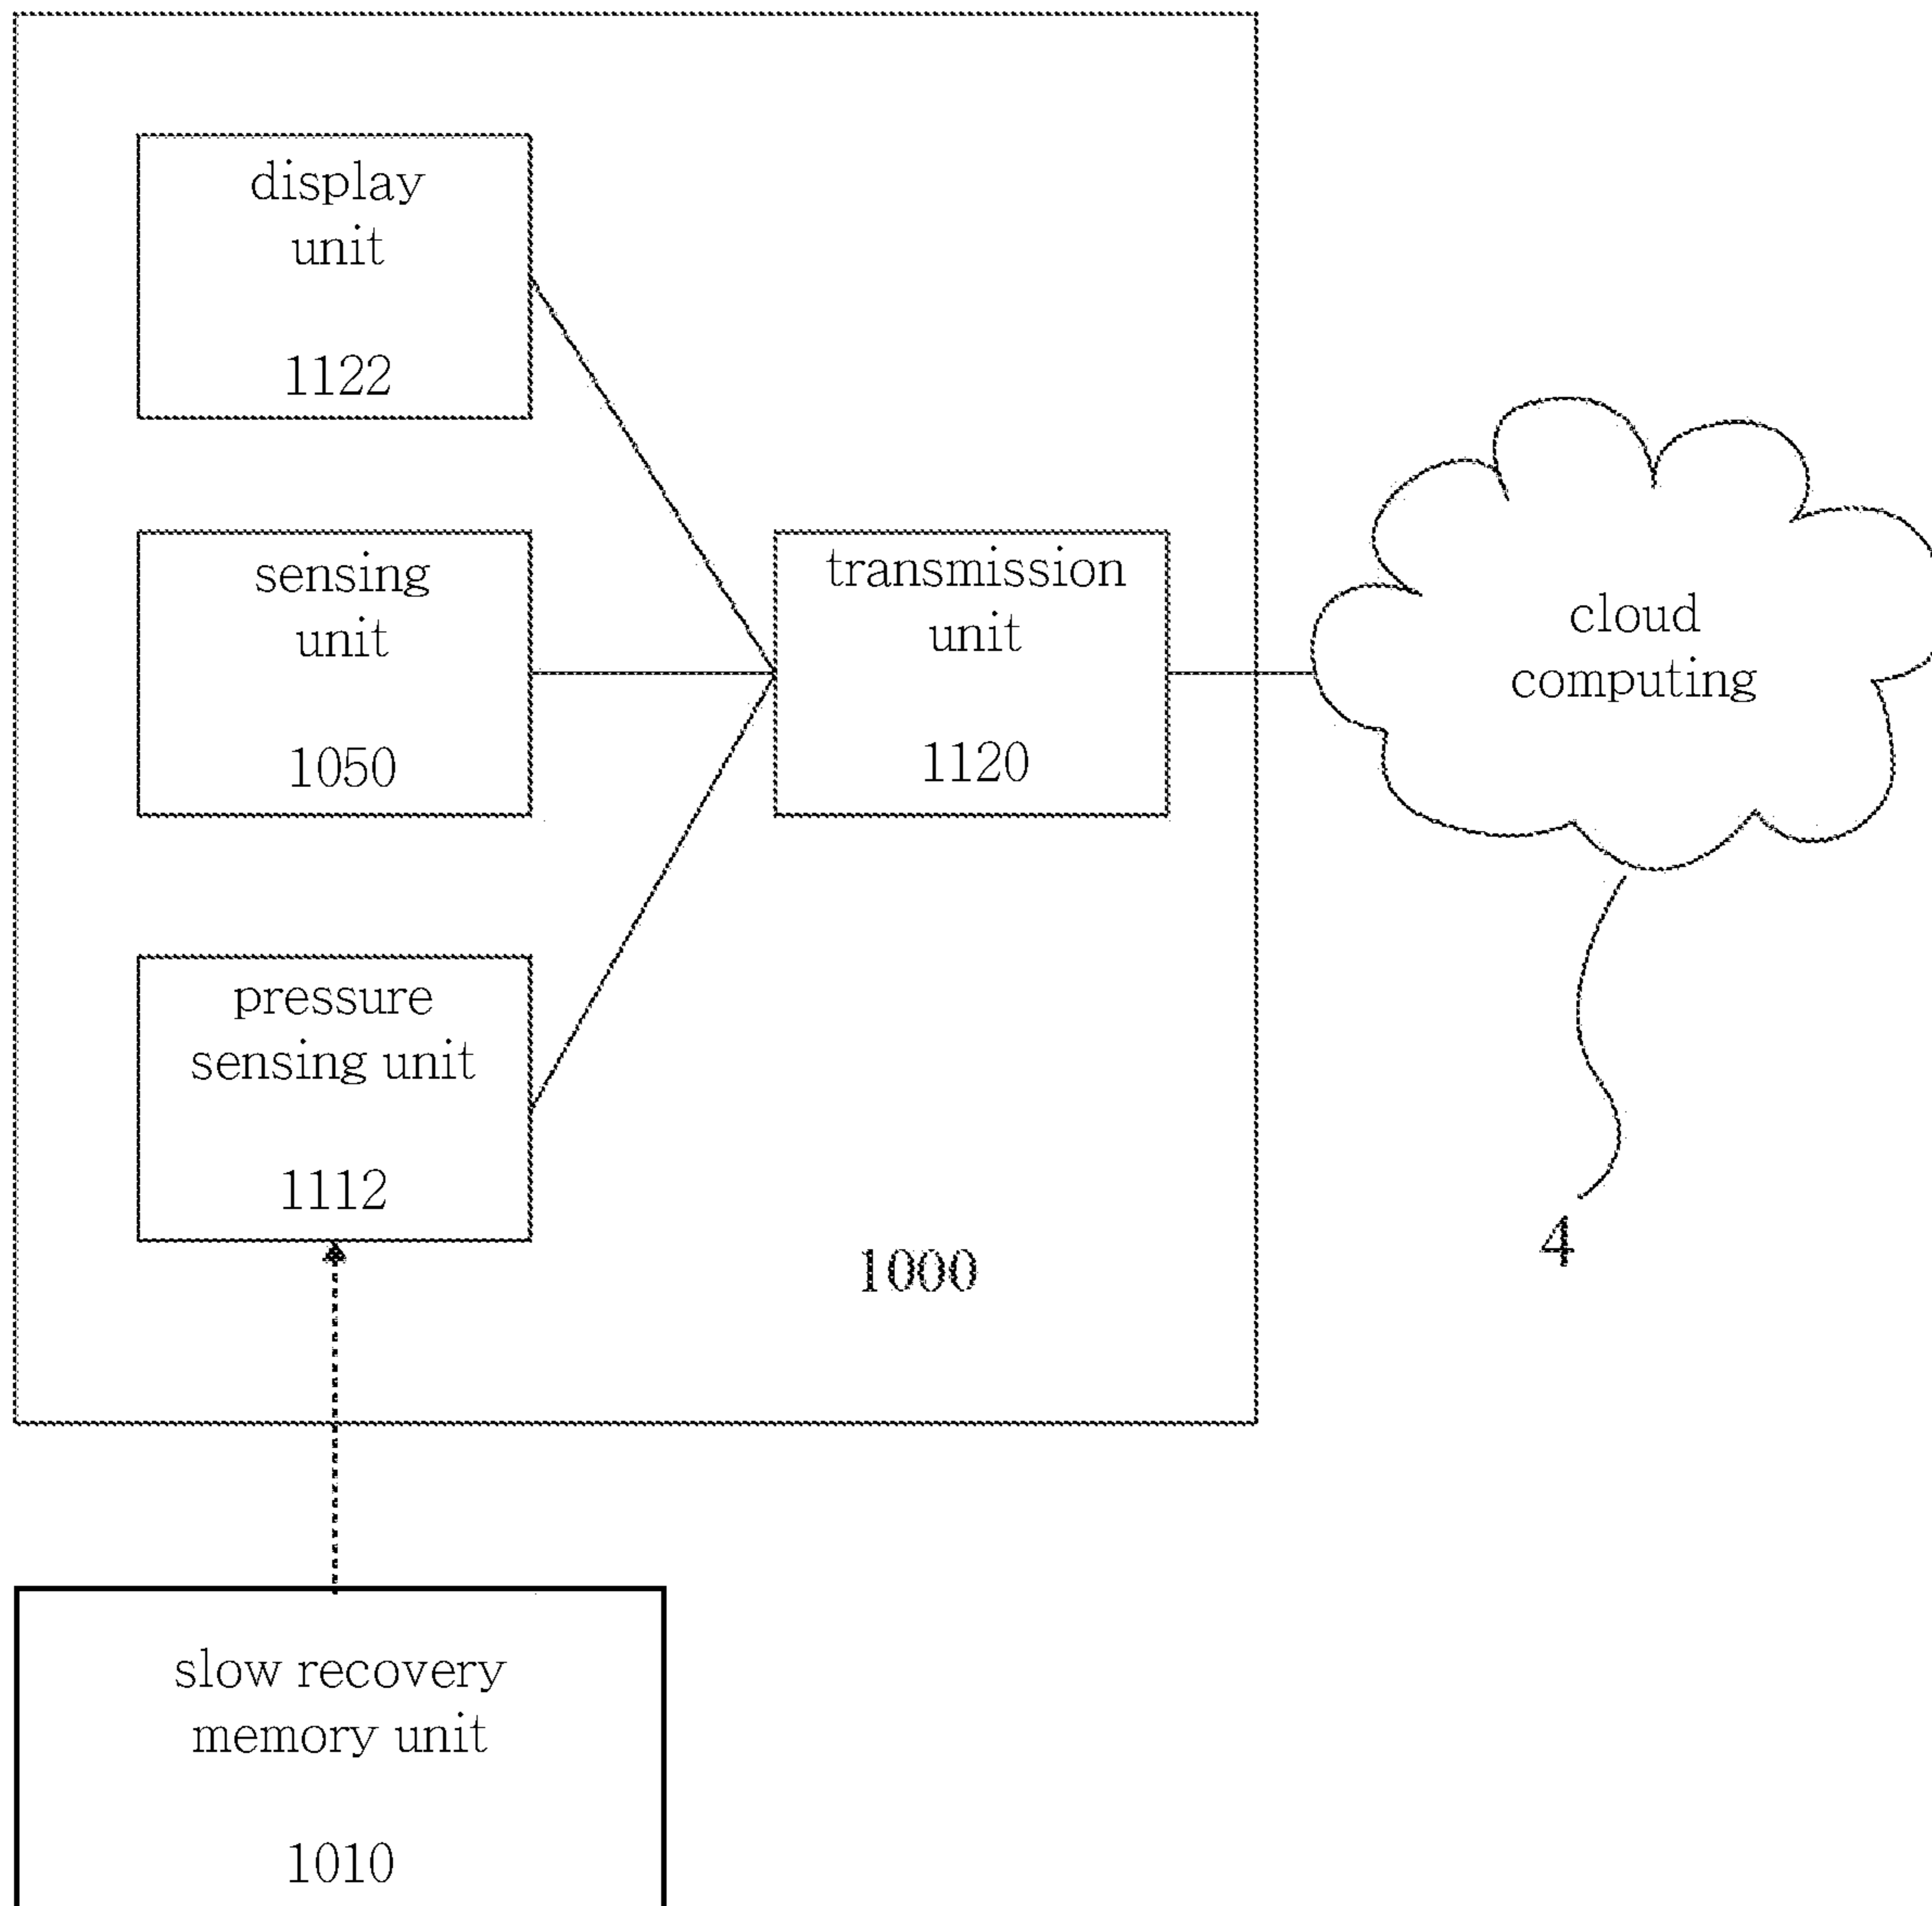 display
unit
1122
sensing
unit
1050
transmission
unit
1120
cloud
computing
pressure
sensing unit
1112
1000
4
slow recovery
memory unit
1010